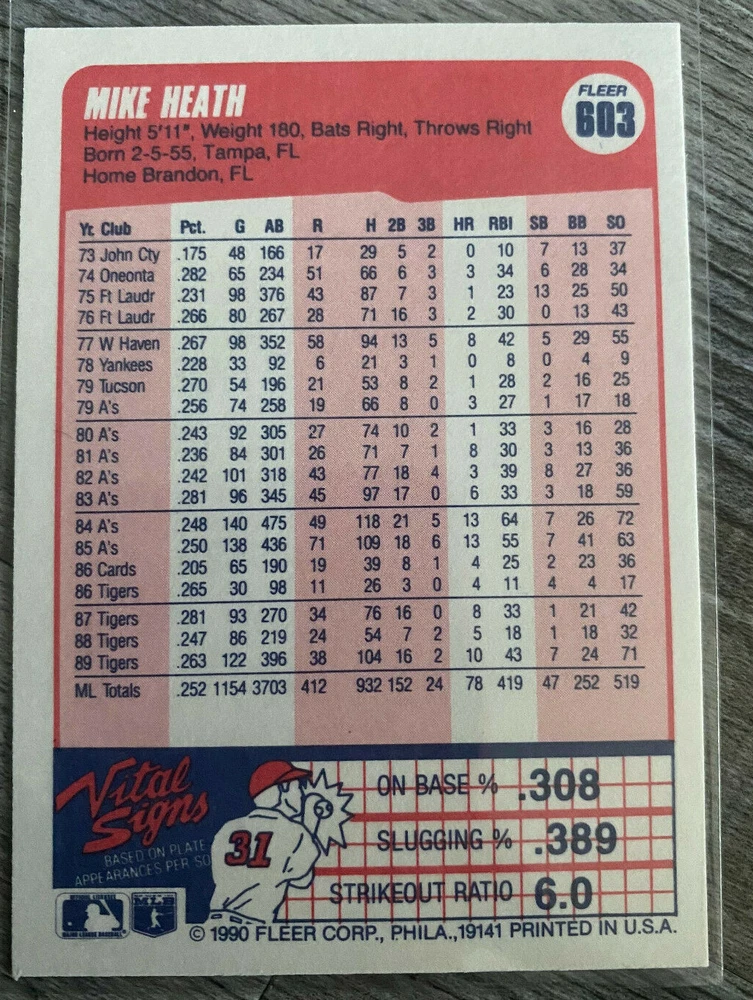 MIKE HEATH
FLEER
603
Height 5'11", Weight 180, Bats Right, Throws Right
Born 2-5-55, Tampa, FL
Home Brandon, FL
Yr. Club Pct. G AB R H 2B 3B HR RBI SB BB SO
73 John Cty .175 48 166 17 29 5 2 0 10 7 13 37
74 Oneonta .282 65 234 51 66 6 3 3 34 6 28 34
75 Ft Laudr .231 98 376 43 87 7 3 1 23 13 25 50
76 Ft Laudr .266 80 267 28 71 16 3 2 30 0 13 43
77 W Haven .267 98 352 58 94 13 5 8 42 5 29 55
78 Yankees .228 33 92 6 21 3 1 0 8 0 4 9
79 Tucson .270 54 196 21 53 8 2 1 28 2 16 25
79 A's .256 74 258 19 66 8 0 3 27 1 17 18
80 A's .243 92 305 27 74 10 2 1 33 3 16 28
81 A's .236 84 301 26 71 7 1 8 30 3 13 36
82 A's .242 101 318 43 77 18 4 3 39 8 27 36
83 A's .281 96 345 45 97 17 0 6 33 3 18 59
84 A's .248 140 475 49 118 21 5 13 64 7 26 72
85 A's .250 138 436 71 109 18 6 13 55 7 41 63
86 Cards .205 65 190 19 39 8 1 4 25 2 23 36
86 Tigers .265 30 98 11 26 3 0 4 11 4 4 17
87 Tigers .281 93 270 34 76 16 0 8 33 1 21 42
88 Tigers .247 86 219 24 54 7 2 5 18 1 18 32
89 Tigers .263 122 396 38 104 16 2 10 43 7 24 71
ML Totals .252 1154 3703 412 932 152 24 78 419 47 252 519
Vital
Signs
BASED ON PLATE
APPEARANCES PER SO
31
ON BASE % .308
SLUGGING % .389
STRIKEOUT RATIO 6.0
MAJOR LEAGUE BASEBALL
MLB
© 1990 FLEER CORP., PHILA., 19141 PRINTED IN U.S.A.